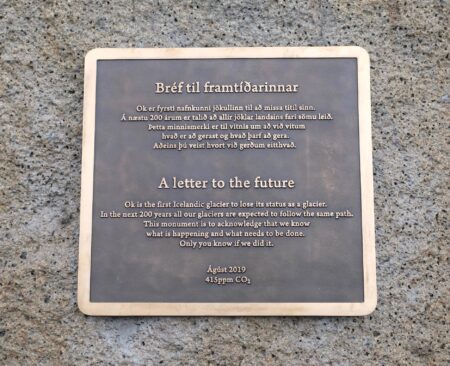 Bréf til framtíðarinnar
Ok er fyrsti nafnkunni jökullinn til að missa titil sinn.
Á næstu 200 árum er talið að allir jöklar landsins fari sömu leið.
Þetta minnismerki er til vitnis um að við vitum
hvað er að gerast og hvað þarf að gera.
Aðeins þú veist hvort við gerðum eitthvað.
A letter to the future
Ok is the first Icelandic glacier to lose its status as a glacier.
In the next 200 years all our glaciers are expected to follow the same path.
This monument is to acknowledge that we know
what is happening and what needs to be done.
Only you know if we did it.
Ágúst 2019
415ppm CO₂